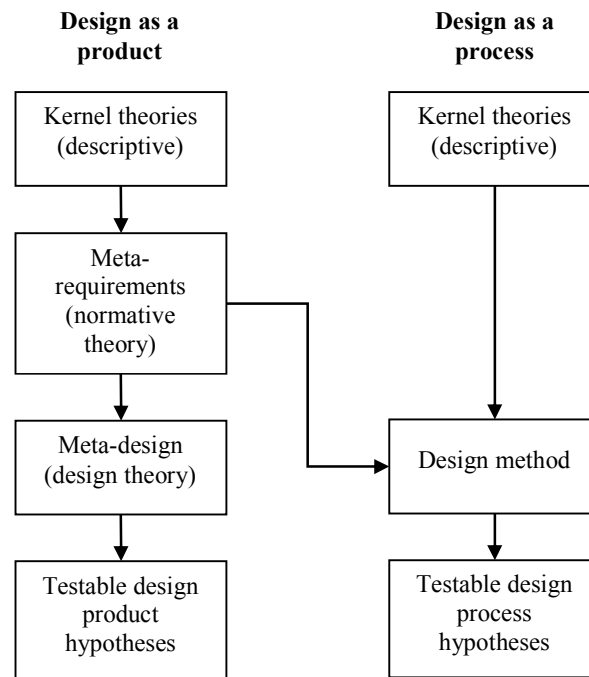 Design as a
product
Kernel theories
(descriptive)
Meta-
requirements
(normative
theory)
Meta-design
(design theory)
Testable design
product
hypotheses
Design as a
process
Kernel theories
(descriptive)
Design method
Testable design
process
hypotheses